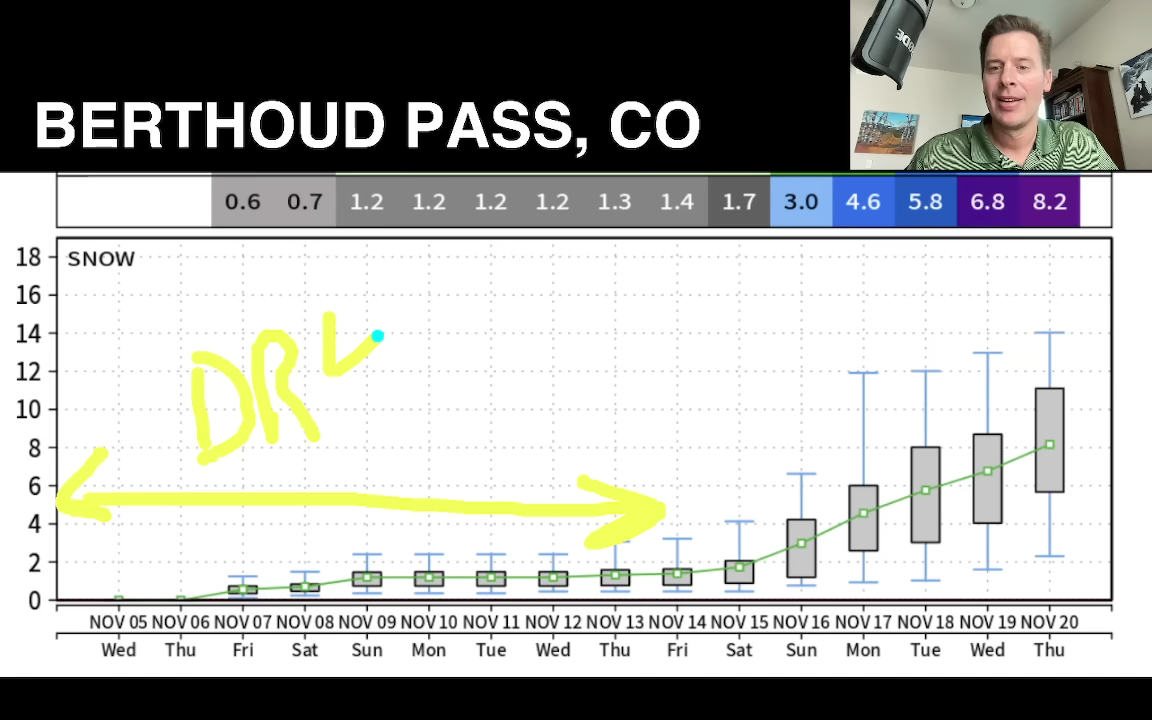 BERTHOUD PASS, CO
RODE
0.6 0.7 1.2 1.2 1.2 1.2 1.3 1.4 1.7 3.0 4.6 5.8 6.8 8.2
SNOW
18
16
14
12
10
8
6
4
2
0
DR
NOV 05 NOV 06 NOV 07 NOV 08 NOV 09 NOV 10 NOV 11 NOV 12 NOV 13 NOV 14 NOV 15 NOV 16 NOV 17 NOV 18 NOV 19 NOV 20
Wed Thu Fri Sat Sun Mon Tue Wed Thu Fri Sat Sun Mon Tue Wed Thu